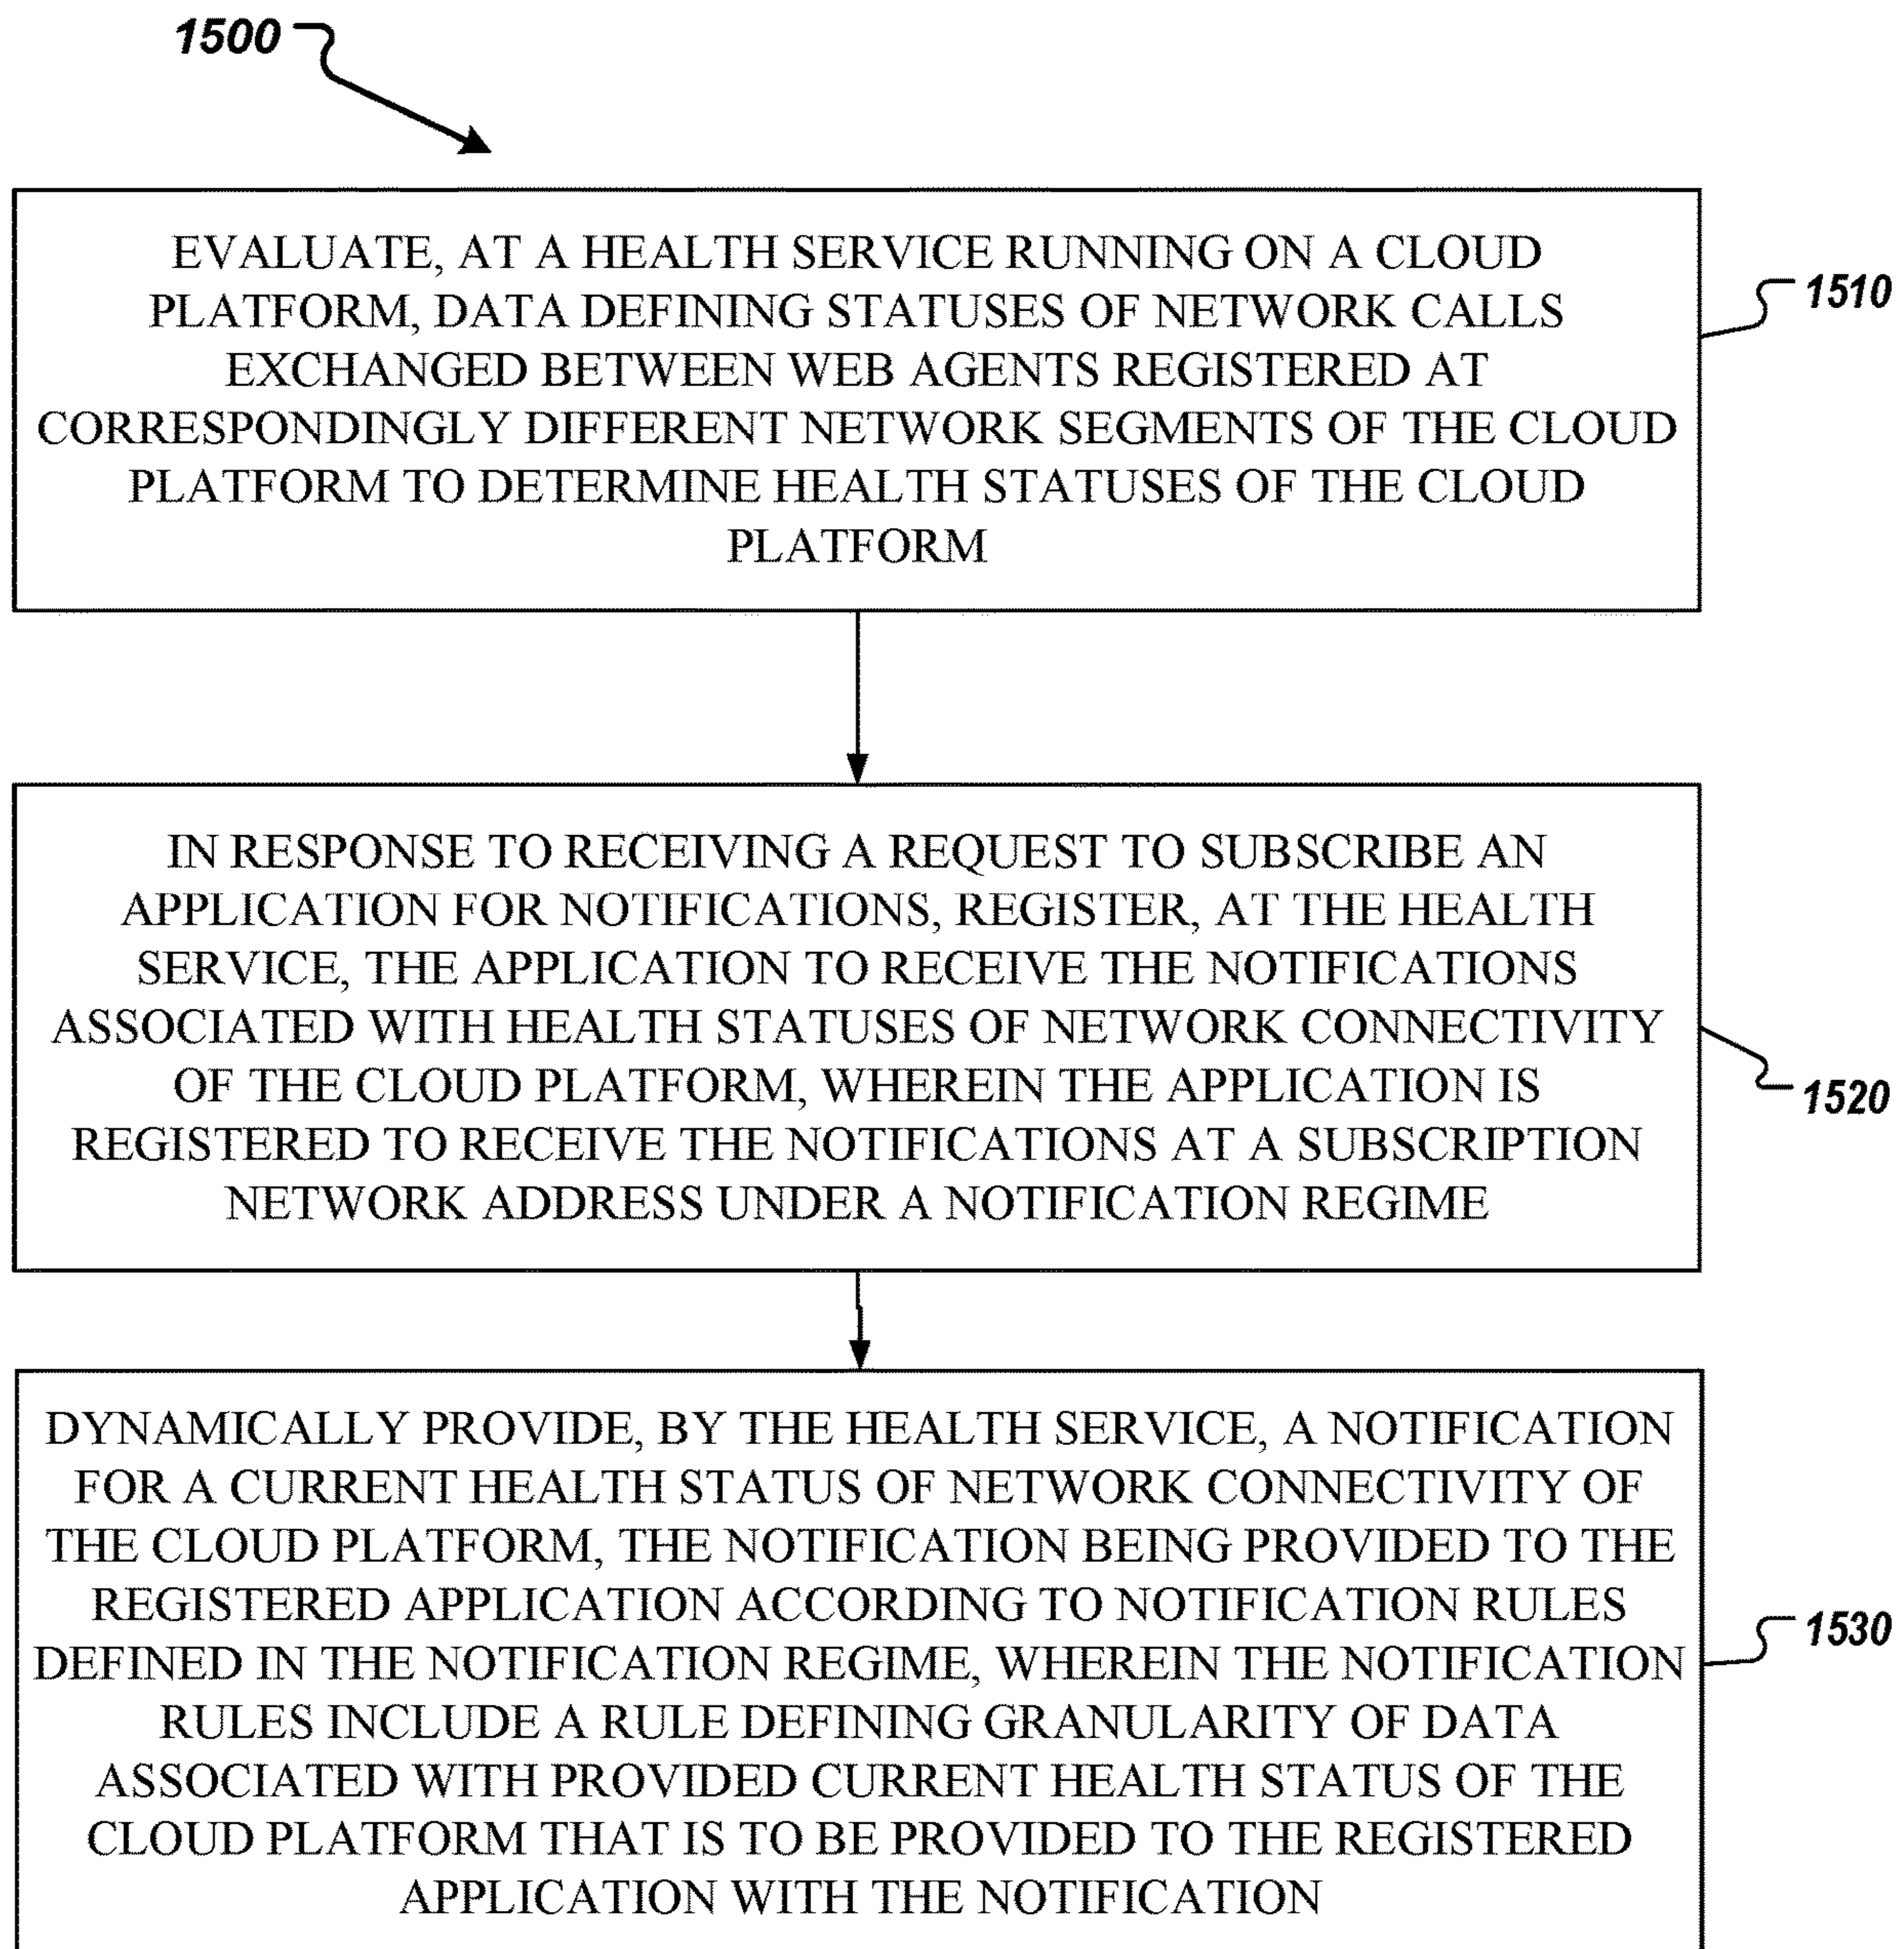 1500
EVALUATE, AT A HEALTH SERVICE RUNNING ON A CLOUD
PLATFORM, DATA DEFINING STATUSES OF NETWORK CALLS
EXCHANGED BETWEEN WEB AGENTS REGISTERED AT
CORRESPONDINGLY DIFFERENT NETWORK SEGMENTS OF THE CLOUD
PLATFORM TO DETERMINE HEALTH STATUSES OF THE CLOUD
PLATFORM
1510
IN RESPONSE TO RECEIVING A REQUEST TO SUBSCRIBE AN
APPLICATION FOR NOTIFICATIONS, REGISTER, AT THE HEALTH
SERVICE, THE APPLICATION TO RECEIVE THE NOTIFICATIONS
ASSOCIATED WITH HEALTH STATUSES OF NETWORK CONNECTIVITY
OF THE CLOUD PLATFORM, WHEREIN THE APPLICATION IS
REGISTERED TO RECEIVE THE NOTIFICATIONS AT A SUBSCRIPTION
NETWORK ADDRESS UNDER A NOTIFICATION REGIME
1520
DYNAMICALLY PROVIDE, BY THE HEALTH SERVICE, A NOTIFICATION
FOR A CURRENT HEALTH STATUS OF NETWORK CONNECTIVITY OF
THE CLOUD PLATFORM, THE NOTIFICATION BEING PROVIDED TO THE
REGISTERED APPLICATION ACCORDING TO NOTIFICATION RULES
DEFINED IN THE NOTIFICATION REGIME, WHEREIN THE NOTIFICATION
RULES INCLUDE A RULE DEFINING GRANULARITY OF DATA
ASSOCIATED WITH PROVIDED CURRENT HEALTH STATUS OF THE
CLOUD PLATFORM THAT IS TO BE PROVIDED TO THE REGISTERED
APPLICATION WITH THE NOTIFICATION
1530